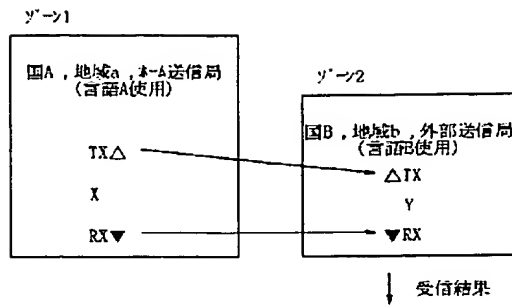 ゾーン1
国A,地域a,ホーム送信局
(言語A使用)
TX△
X
RX▼
ゾーン2
国B,地域b,外部送信局
(言語B使用)
△TX
Y
▼RX
受信結果